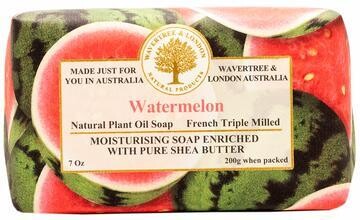 WAVERTREE & LONDON
NATURAL PRODUCTS
MADE JUST FOR
YOU IN AUSTRALIA
WAVERTREE &
LONDON AUSTRALIA
Watermelon
Natural Plant Oil Soap French Triple Milled
MOISTURISING SOAP ENRICHED
WITH PURE SHEA BUTTER
7 Oz
200g when packed